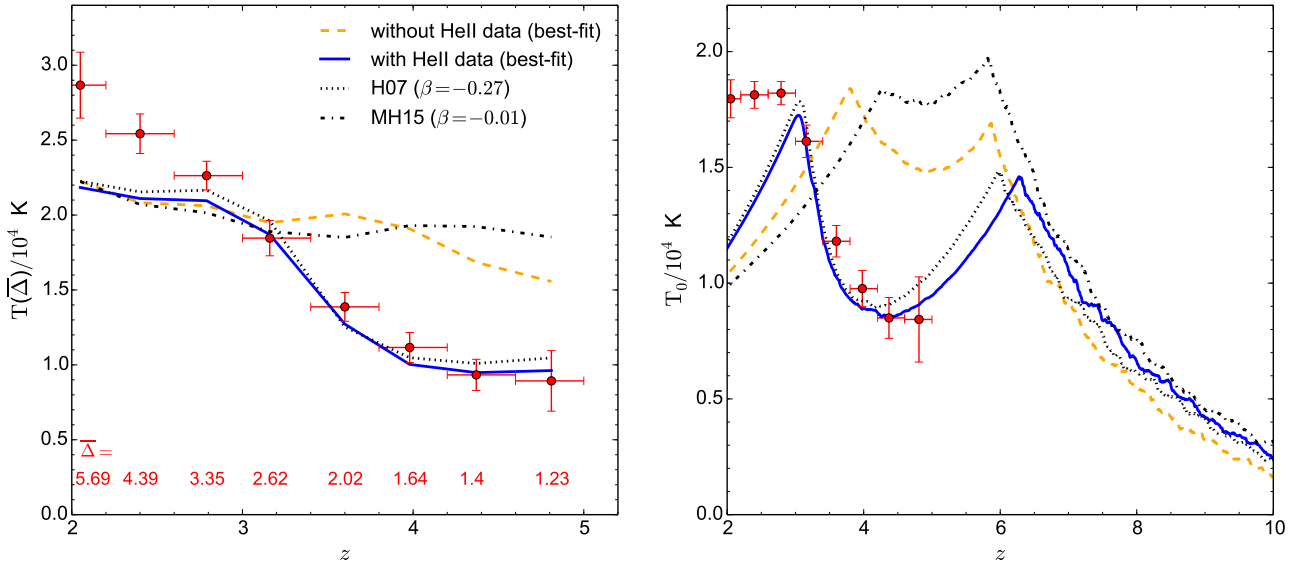 without HeII data (best-fit)
with HeII data (best-fit)
H07 (β=−0.27)
MH15 (β=−0.01)
T(Δ̅)/10⁴ K
3.0
2.5
2.0
1.5
1.0
0.5
0.0
Δ̅ =
5.69 4.39 3.35 2.62 2.02 1.64 1.4 1.23
2 3 4 5
z
T₀/10⁴ K
2.0
1.5
1.0
0.5
0.0
2 4 6 8 10
z